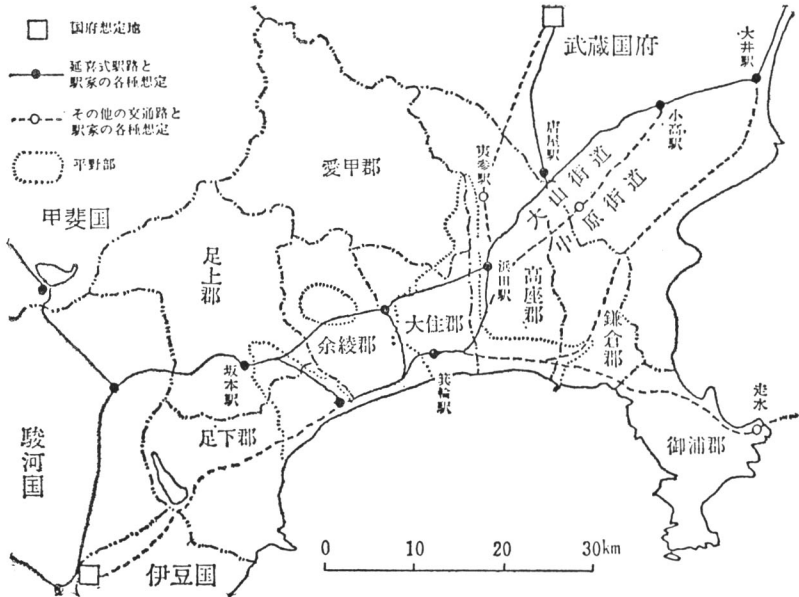 国府想定地
延喜式駅路と
駅家の各種想定
その他の交通路と
駅家の各種想定
平野部
武蔵国府
大井駅
小高駅
店屋駅
夷参駅
愛甲郡
大山街道
中原街道
甲斐国
足上郡
浜田駅
高座郡
大住郡
余綾郡
鎌倉郡
坂本駅
箕輪駅
走水
足下郡
御浦郡
駿河国
伊豆国
0 10 20 30km